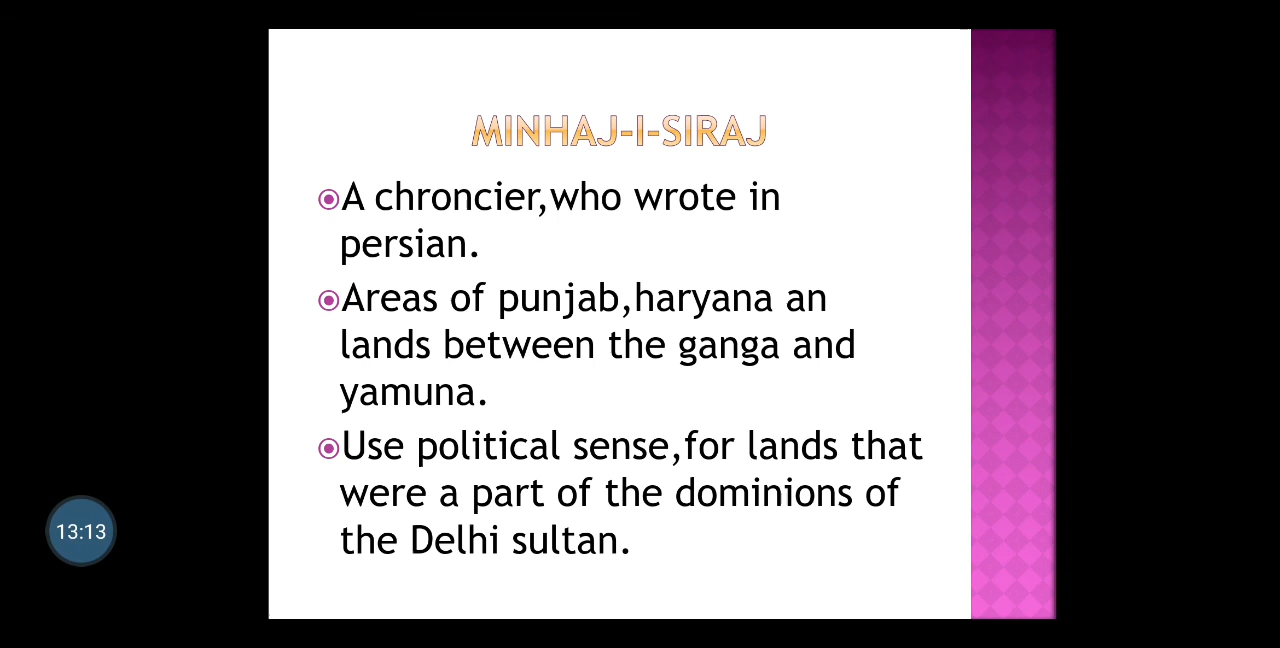 MINHAJ-I-SIRAJ
A chroncier,who wrote in
persian.
Areas of punjab,haryana an
lands between the ganga and
yamuna.
Use political sense,for lands that
were a part of the dominions of
the Delhi sultan.
13:13